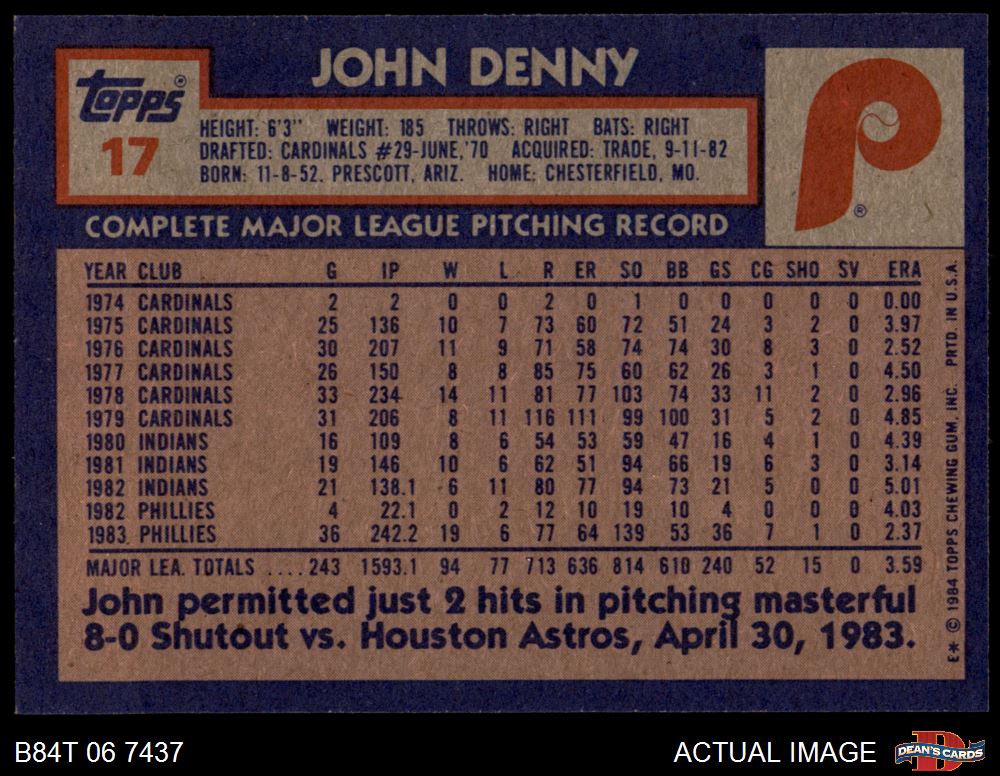 JOHN DENNY
Topps®
17
HEIGHT: 6'3" WEIGHT: 185 THROWS: RIGHT BATS: RIGHT
DRAFTED: CARDINALS #29-JUNE,'70 ACQUIRED: TRADE, 9-11-82
BORN: 11-8-52. PRESCOTT, ARIZ. HOME: CHESTERFIELD, MO.
P®
COMPLETE MAJOR LEAGUE PITCHING RECORD
YEAR CLUB G IP W L R ER SO BB GS CG SHO SV ERA
1974 CARDINALS 2 2 0 0 2 0 1 0 0 0 0 0 0.00
1975 CARDINALS 25 136 10 7 73 60 72 51 24 3 2 0 3.97
1976 CARDINALS 30 207 11 9 71 58 74 74 30 8 3 0 2.52
1977 CARDINALS 26 150 8 8 85 75 60 62 26 3 1 0 4.50
1978 CARDINALS 33 234 14 11 81 77 103 74 33 11 2 0 2.96
1979 CARDINALS 31 206 8 11 116 111 99 100 31 5 2 0 4.85
1980 INDIANS 16 109 8 6 54 53 59 47 16 4 1 0 4.39
1981 INDIANS 19 146 10 6 62 51 94 66 19 6 3 0 3.14
1982 INDIANS 21 138.1 6 11 80 77 94 73 21 5 0 0 5.01
1982 PHILLIES 4 22.1 0 2 12 10 19 10 4 0 0 0 4.03
1983 PHILLIES 36 242.2 19 6 77 64 139 53 36 7 1 0 2.37
MAJOR LEA. TOTALS ....243 1593.1 94 77 713 636 814 610 240 52 15 0 3.59
John permitted just 2 hits in pitching masterful
8-0 Shutout vs. Houston Astros, April 30, 1983.
E* © 1984 TOPPS CHEWING GUM, INC. PRTD. IN U.S.A.
B84T 06 7437
ACTUAL IMAGE
D
DEAN'S CARDS